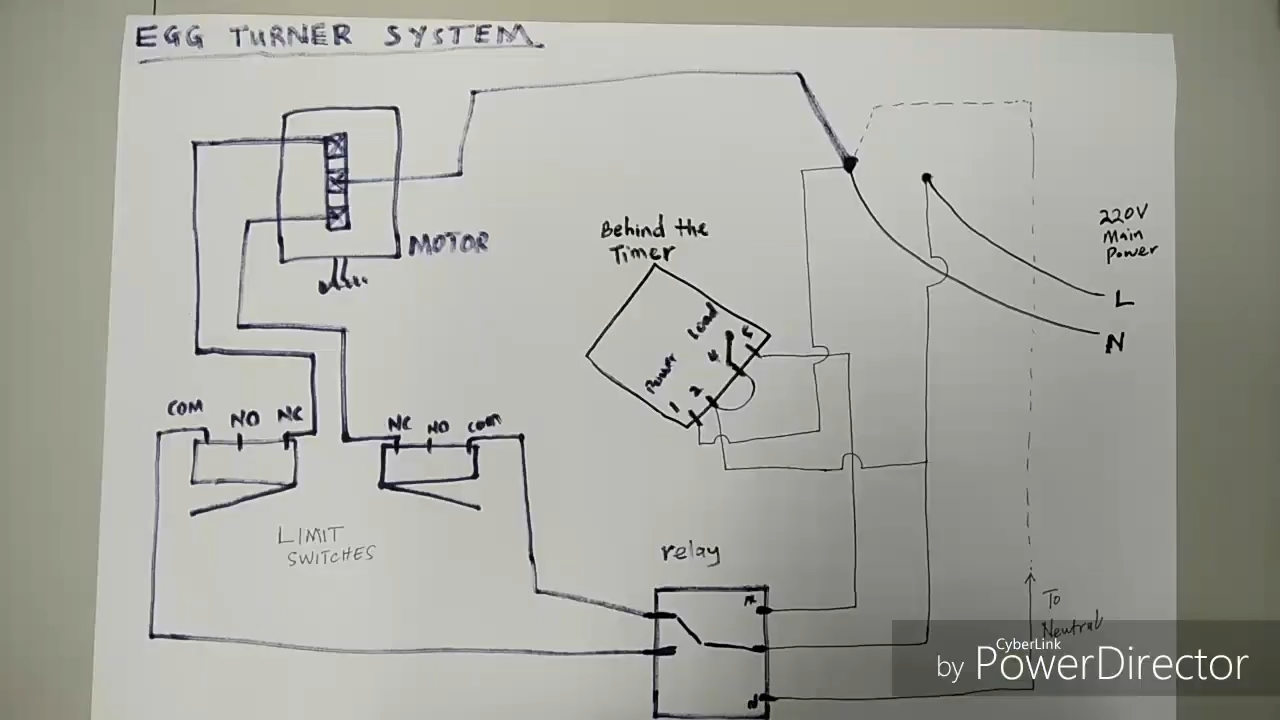 EGG TURNER SYSTEM
MOTOR
Behind the
Timer
220V
Main
Power
L
N
Load
5
4
Power
2
1
COM NO NC
NC NO COM
LIMIT
SWITCHES
relay
To
Neutral
CyberLink
by PowerDirector